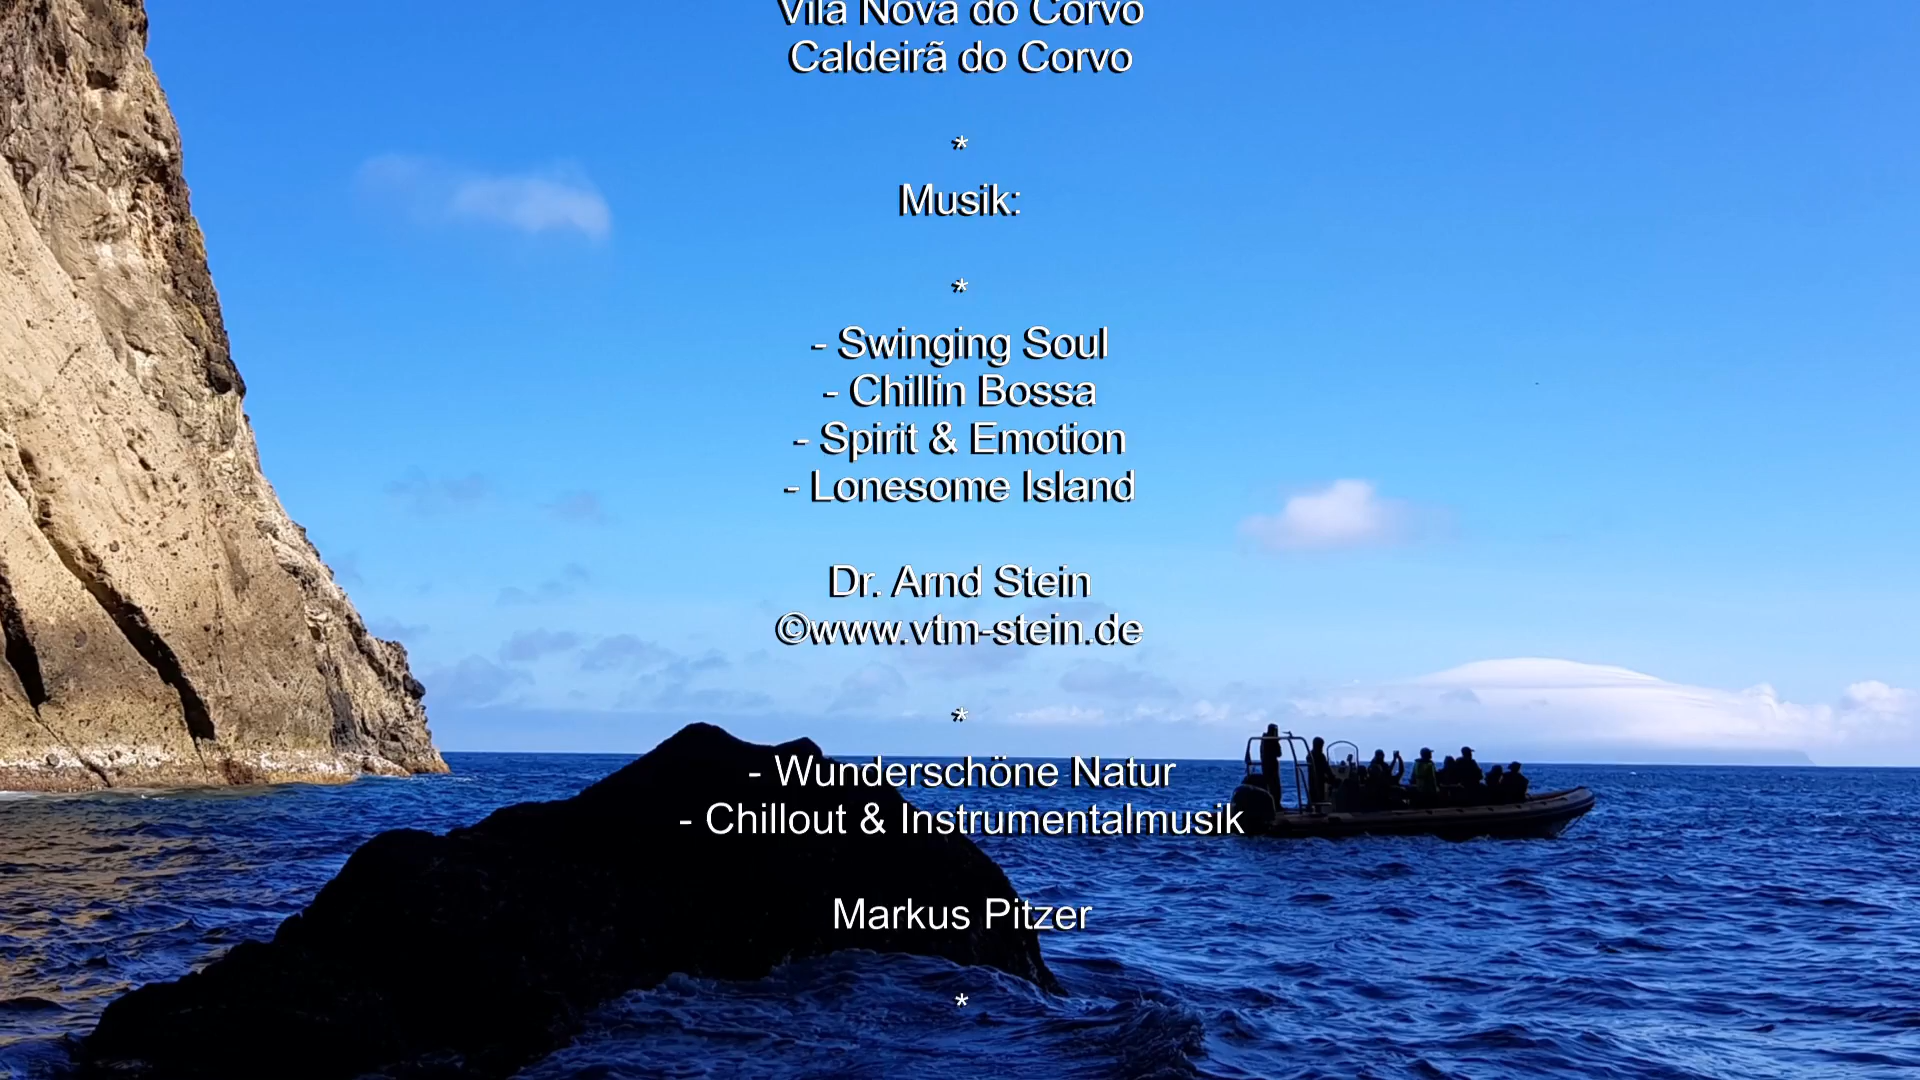 Vila Nova do Corvo
Caldeirã do Corvo
*
Musik:
*
- Swinging Soul
- Chillin Bossa
- Spirit & Emotion
- Lonesome Island
Dr. Arnd Stein
©www.vtm-stein.de
*
- Wunderschöne Natur
- Chillout & Instrumentalmusik
Markus Pitzer
*